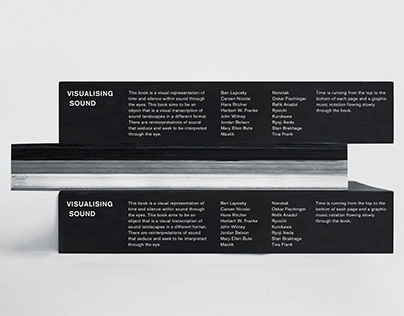 VISUALISING
SOUND
This book is a visual representation of
time and silence within sound through
the eyes. This book aims to be an
object that is a visual transcription of
sound landscapes in a different format.
There are reinterpretations of sound
that seduce and seek to be interpreted
through the eye.
Ben Laposky
Carsen Nicolai
Hans Ritcher
Herbert W. Franke
John Witney
Jordan Belson
Mary Ellen Bute
Maotik
Nonotak
Oskar Fischinger
Refik Anadol
Ryoichi
Kurokawa
Ryoji Ikeda
Stan Brakhage
Tina Frank
Time is running from the top to the
bottom of each page and a graphic
music notation flowing slowly
through the book.
VISUALISING
SOUND
This book is a visual representation of
time and silence within sound through
the eyes. This book aims to be an
object that is a visual transcription of
sound landscapes in a different format.
There are reinterpretations of sound
that seduce and seek to be interpreted
through the eye.
Ben Laposky
Carsen Nicolai
Hans Ritcher
Herbert W. Franke
John Witney
Jordan Belson
Mary Ellen Bute
Maotik
Nonotak
Oskar Fischinger
Refik Anadol
Ryoichi
Kurokawa
Ryoji Ikeda
Stan Brakhage
Tina Frank
Time is running from the top to the
bottom of each page and a graphic
music notation flowing slowly
through the book.